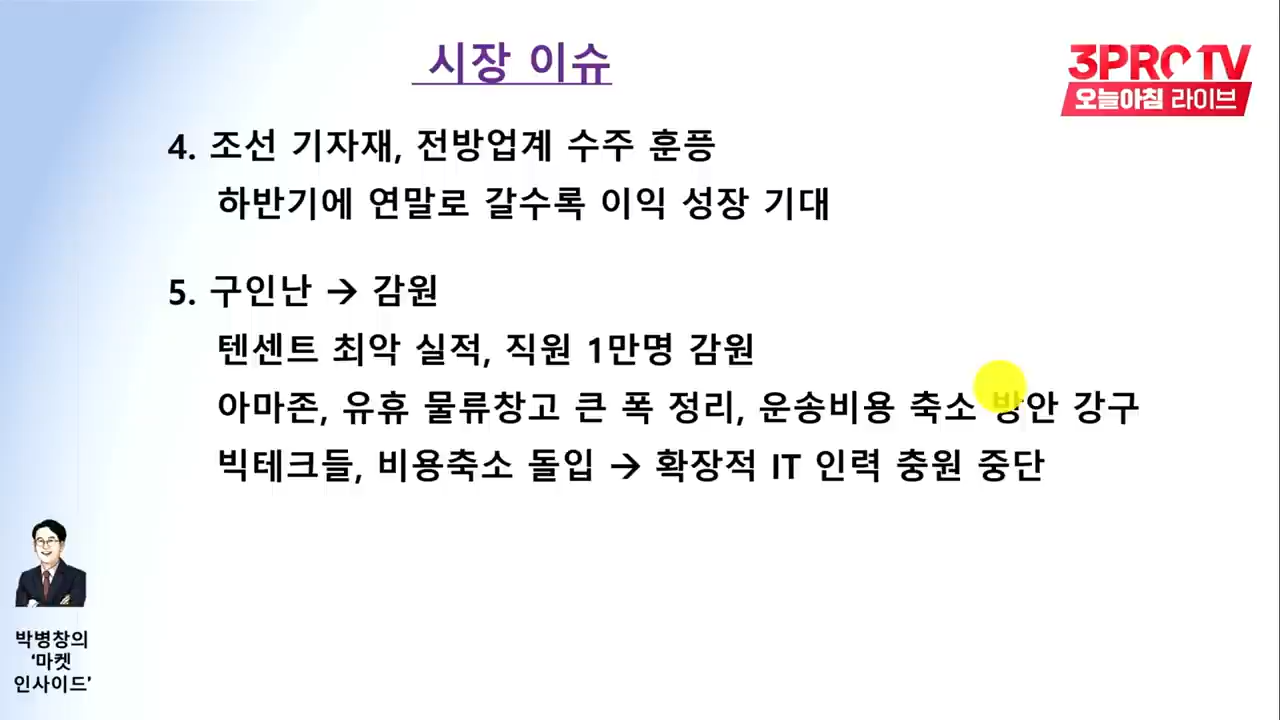 시장 이슈
3PRO TV
오늘아침 라이브
4. 조선 기자재, 전방업계 수주 훈풍
하반기에 연말로 갈수록 이익 성장 기대
5. 구인난 → 감원
텐센트 최악 실적, 직원 1만명 감원
아마존, 유휴 물류창고 큰 폭 정리, 운송비용 축소 방안 강구
빅테크들, 비용축소 돌입 → 확장적 IT 인력 충원 중단
박병창의
‘마켓
인사이드’